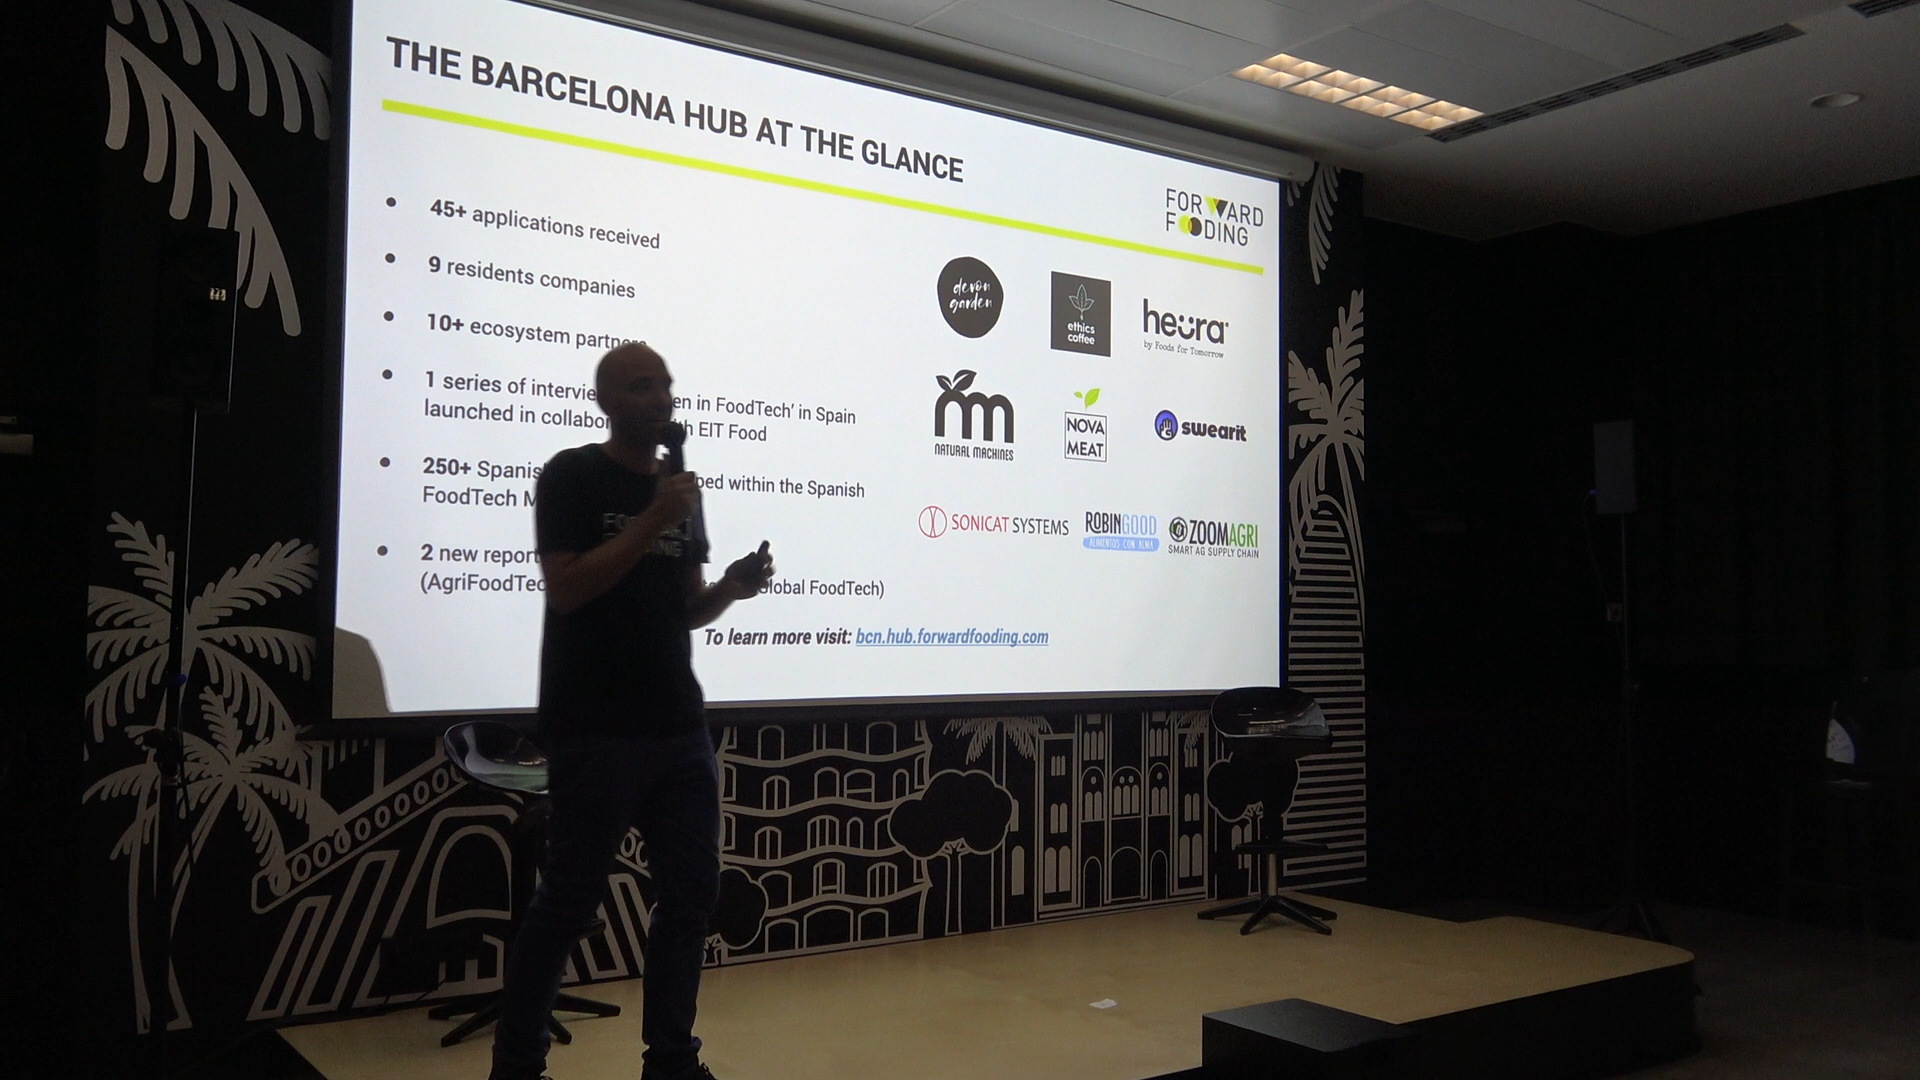 THE BARCELONA HUB AT THE GLANCE
FORWARD
FOODING
45+ applications received
9 residents companies
10+ ecosystem partners
1 series of intervie en in FoodTech' in Spain
launched in collabor th EIT Food
250+ Spanis ped within the Spanish
FoodTech M
2 new report
(AgriFoodTec Global FoodTech)
To learn more visit: bcn.hub.forwardfooding.com
devon
garden
ethics
coffee
heura
by Foods for Tomorrow
NATURAL MACHINES
NOVA
MEAT
swearit
SONICAT SYSTEMS
ROBINGOOD
ALIMENTOS CON ALMA
ZOOMAGRI
SMART AG SUPPLY CHAIN